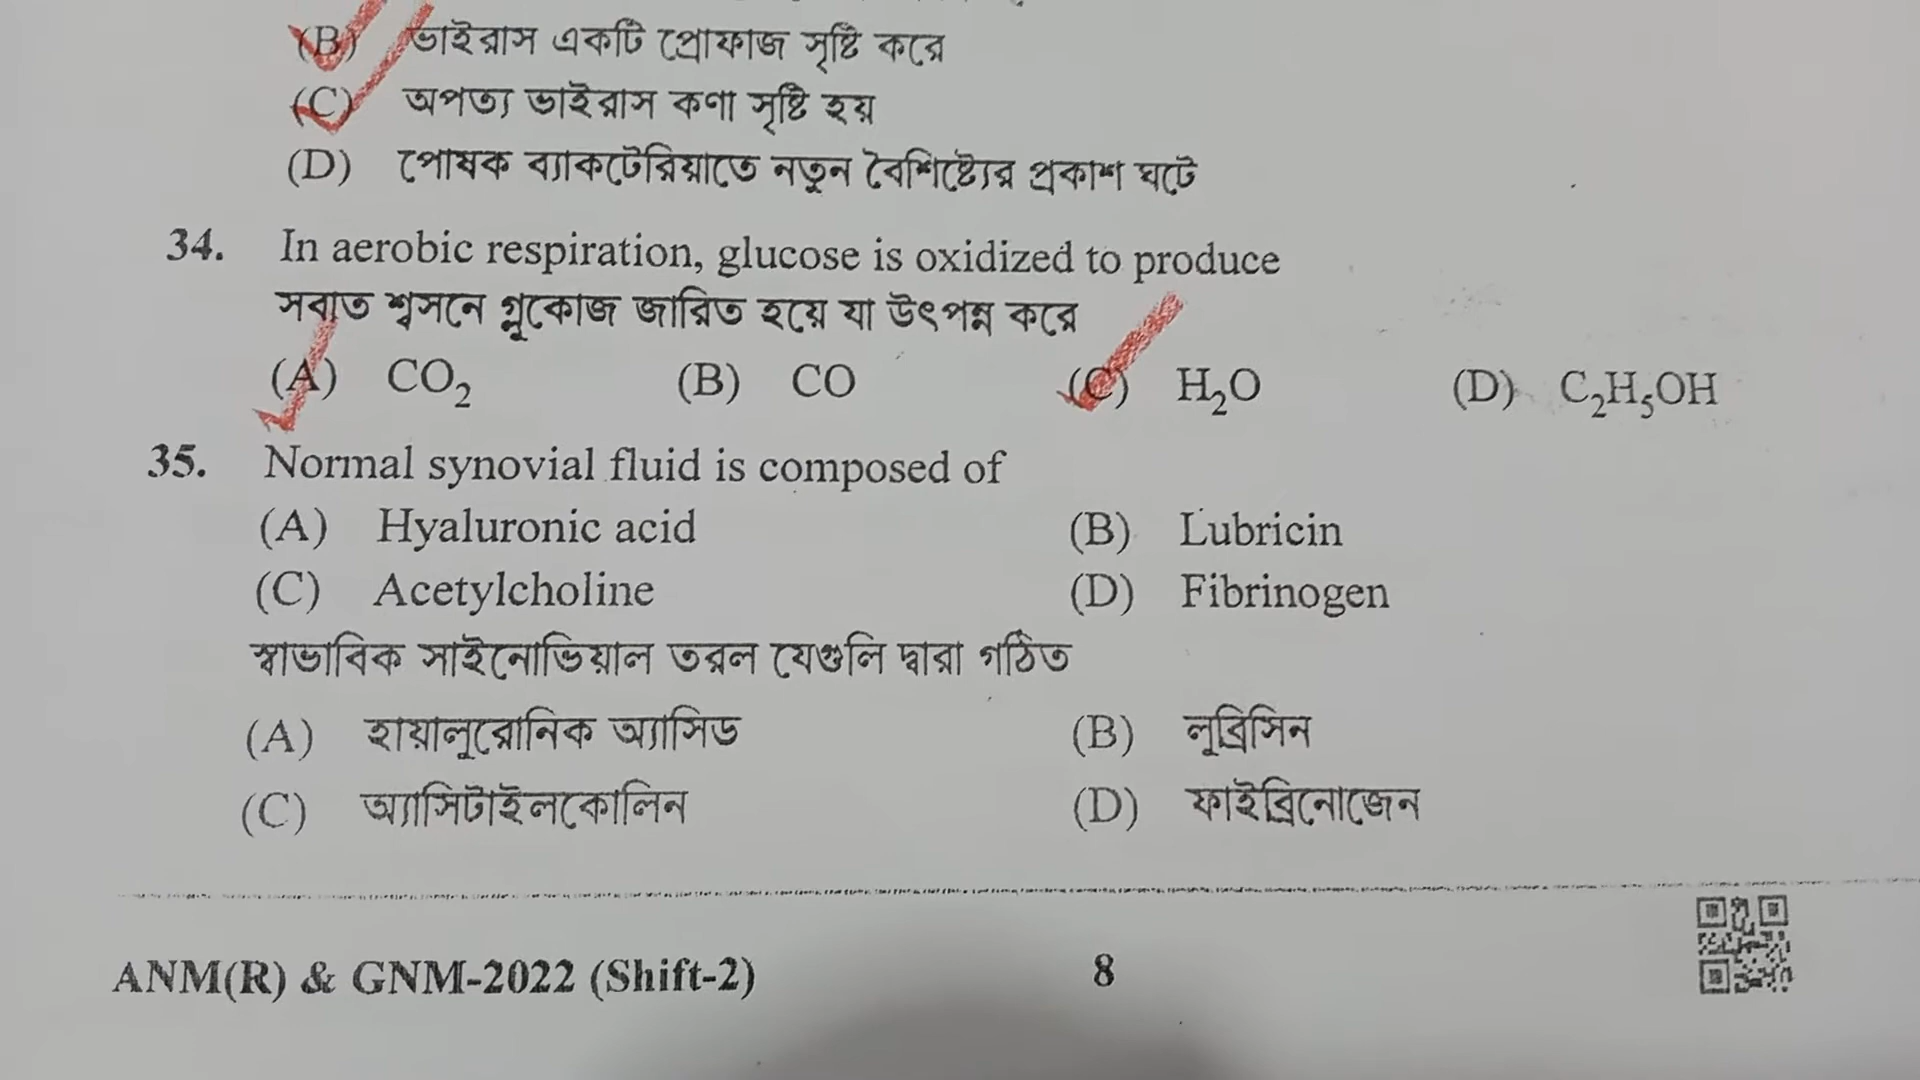 (B) ভাইরাস একটি প্রোফাজ সৃষ্টি করে
(C) অপত্য ভাইরাস কণা সৃষ্টি হয়
(D) পোষক ব্যাকটেরিয়াতে নতুন বৈশিষ্ট্যের প্রকাশ ঘটে
34. In aerobic respiration, glucose is oxidized to produce
সবাত শ্বসনে গ্লুকোজ জারিত হয়ে যা উৎপন্ন করে
(A) CO₂ (B) CO (C) H₂O (D) C₂H₅OH
35. Normal synovial fluid is composed of
(A) Hyaluronic acid (B) Lubricin
(C) Acetylcholine (D) Fibrinogen
স্বাভাবিক সাইনোভিয়াল তরল যেগুলি দ্বারা গঠিত
(A) হায়ালুরোনিক অ্যাসিড (B) লুব্রিসিন
(C) অ্যাসিটাইলকোলিন (D) ফাইব্রিনোজেন
ANM(R) & GNM-2022 (Shift-2) 8